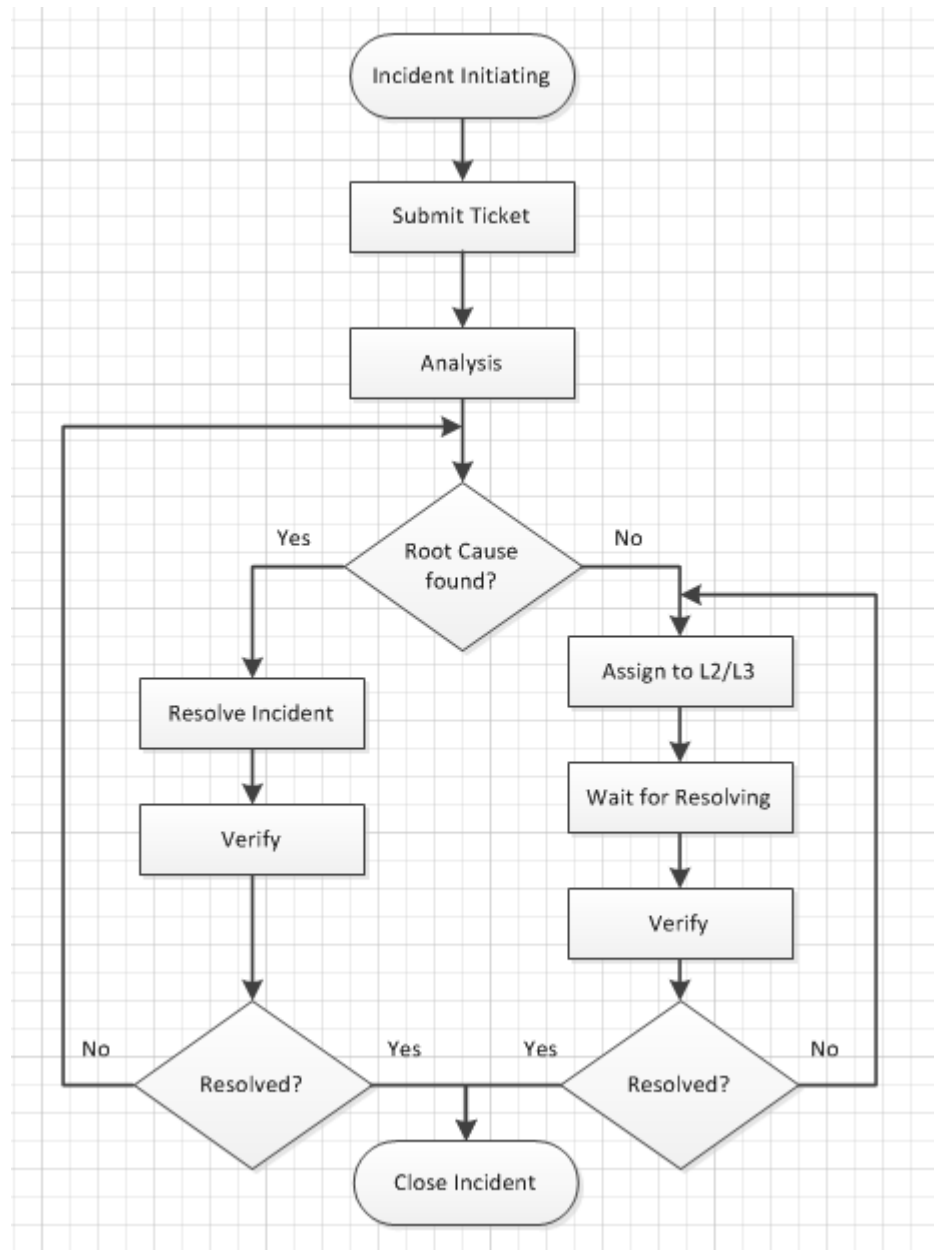 Incident Initiating
Submit Ticket
Analysis
Root Cause
found?
Yes
No
Resolve Incident
Verify
Assign to L2/L3
Wait for Resolving
Verify
No
Resolved?
Yes
Yes
Resolved?
No
Close Incident